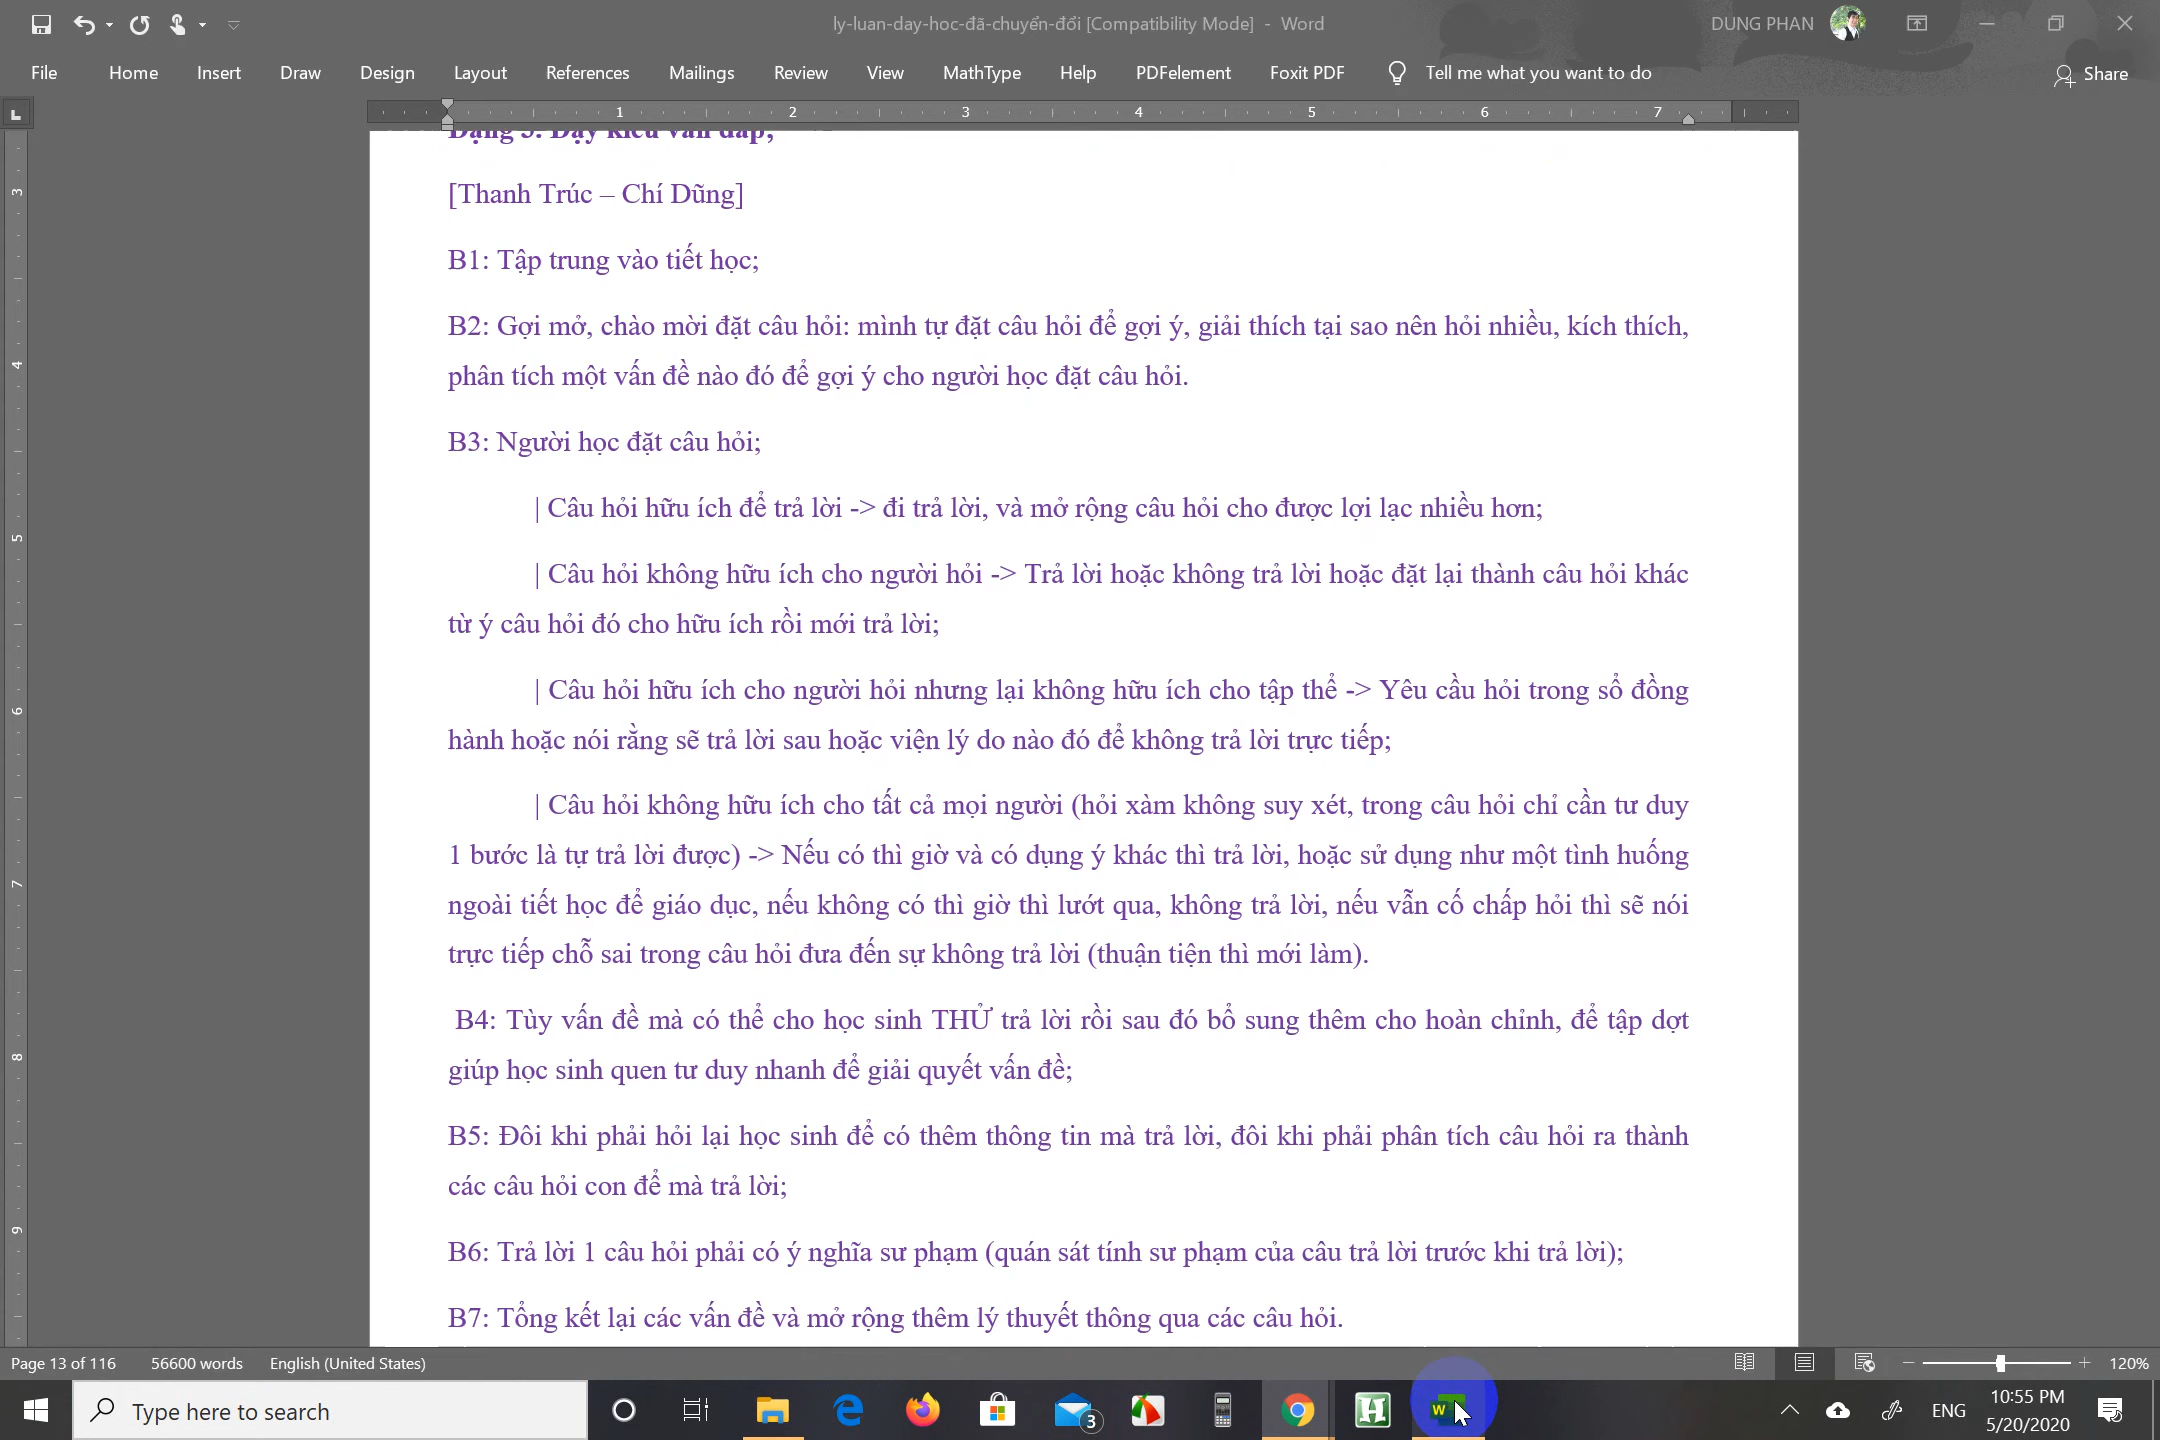 ly-luan-day-hoc-đã-chuyển-đổi [Compatibility Mode] - Word
DUNG PHAN
File Home Insert Draw Design Layout References Mailings Review View MathType Help PDFelement Foxit PDF Tell me what you want to do Share
1 2 3 4 5 6 7
Dạng 3: Dạy kiểu vấn đáp;
[Thanh Trúc – Chí Dũng]
B1: Tập trung vào tiết học;
B2: Gợi mở, chào mời đặt câu hỏi: mình tự đặt câu hỏi để gợi ý, giải thích tại sao nên hỏi nhiều, kích thích,
phân tích một vấn đề nào đó để gợi ý cho người học đặt câu hỏi.
B3: Người học đặt câu hỏi;
| Câu hỏi hữu ích để trả lời -> đi trả lời, và mở rộng câu hỏi cho được lợi lạc nhiều hơn;
| Câu hỏi không hữu ích cho người hỏi -> Trả lời hoặc không trả lời hoặc đặt lại thành câu hỏi khác
từ ý câu hỏi đó cho hữu ích rồi mới trả lời;
| Câu hỏi hữu ích cho người hỏi nhưng lại không hữu ích cho tập thể -> Yêu cầu hỏi trong sổ đồng
hành hoặc nói rằng sẽ trả lời sau hoặc viện lý do nào đó để không trả lời trực tiếp;
| Câu hỏi không hữu ích cho tất cả mọi người (hỏi xàm không suy xét, trong câu hỏi chỉ cần tư duy
1 bước là tự trả lời được) -> Nếu có thì giờ và có dụng ý khác thì trả lời, hoặc sử dụng như một tình huống
ngoài tiết học để giáo dục, nếu không có thì giờ thì lướt qua, không trả lời, nếu vẫn cố chấp hỏi thì sẽ nói
trực tiếp chỗ sai trong câu hỏi đưa đến sự không trả lời (thuận tiện thì mới làm).
B4: Tùy vấn đề mà có thể cho học sinh THỬ trả lời rồi sau đó bổ sung thêm cho hoàn chỉnh, để tập dợt
giúp học sinh quen tư duy nhanh để giải quyết vấn đề;
B5: Đôi khi phải hỏi lại học sinh để có thêm thông tin mà trả lời, đôi khi phải phân tích câu hỏi ra thành
các câu hỏi con để mà trả lời;
B6: Trả lời 1 câu hỏi phải có ý nghĩa sư phạm (quán sát tính sư phạm của câu trả lời trước khi trả lời);
B7: Tổng kết lại các vấn đề và mở rộng thêm lý thuyết thông qua các câu hỏi.
3
4
5
6
7
8
9
Page 13 of 116 56600 words English (United States) 120%
Type here to search
3
ENG
10:55 PM
5/20/2020